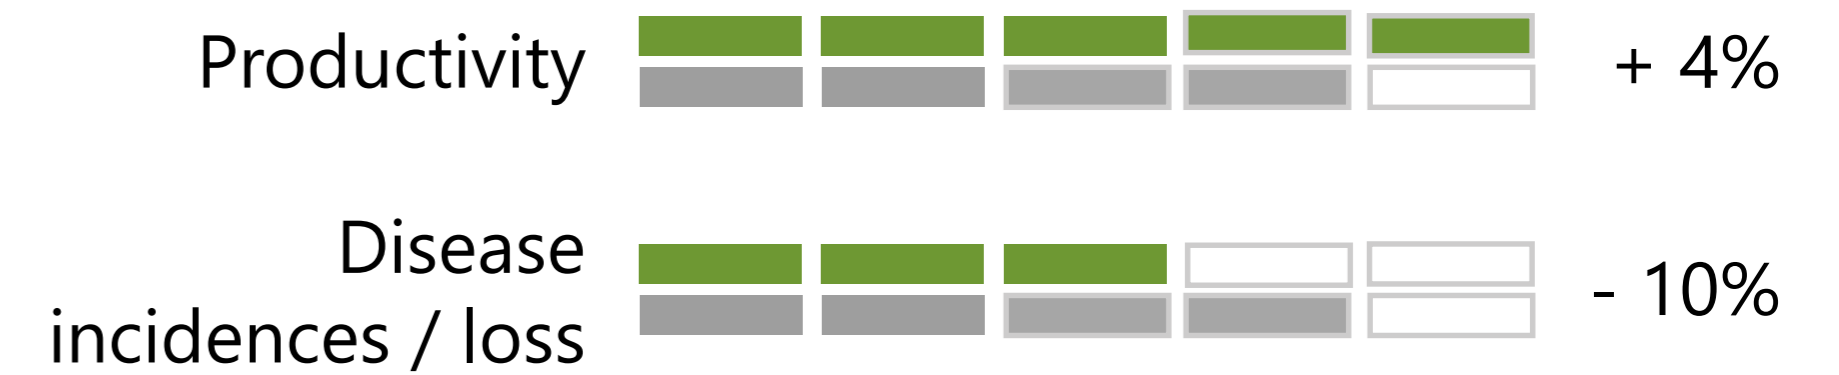 Productivity
+ 4%
Disease
incidences / loss
- 10%